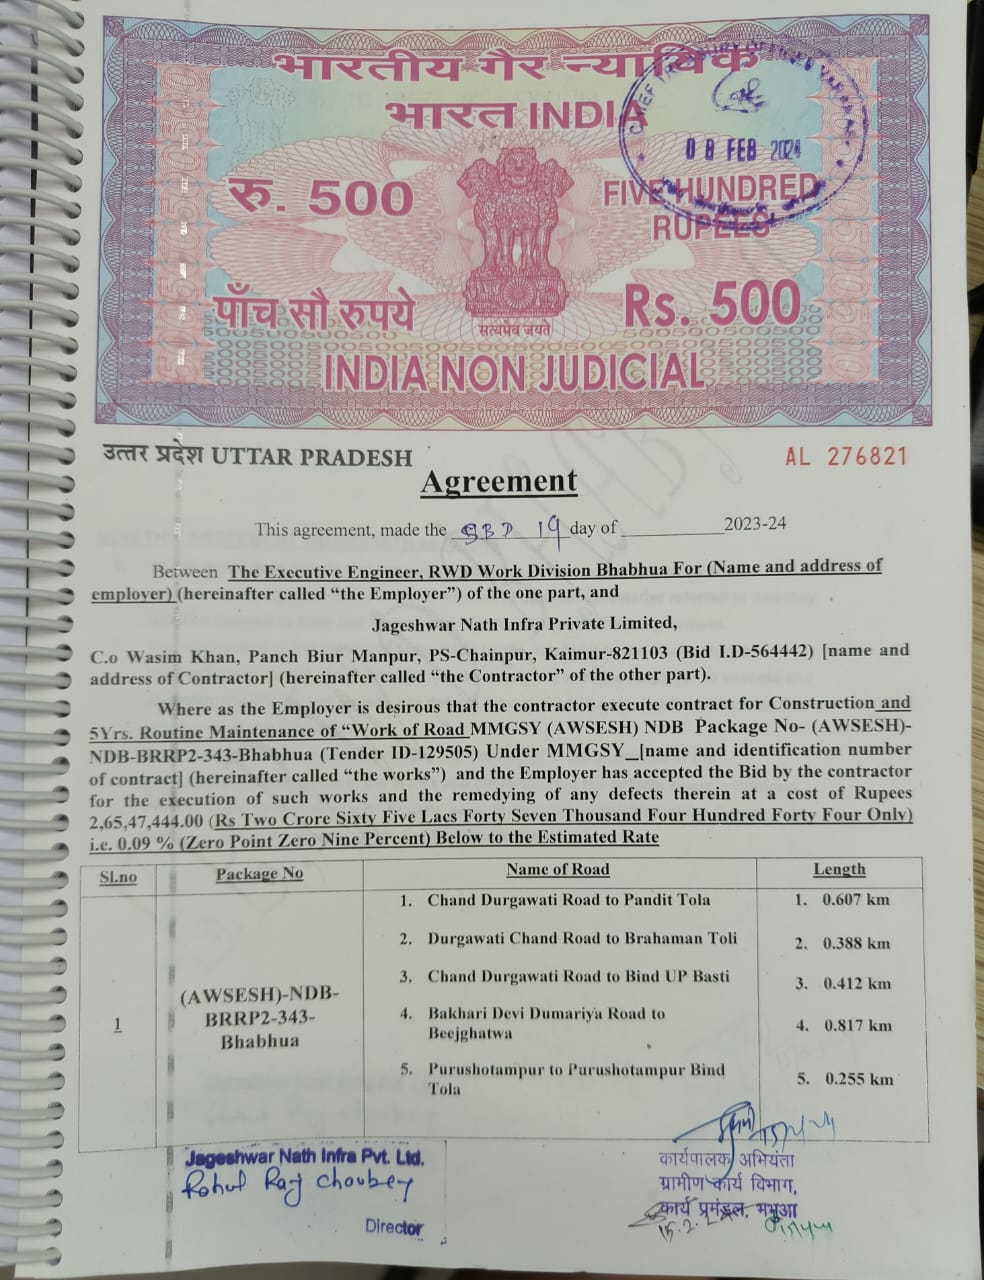 भारतीय गैर न्यायिक
भारत INDIA
08 FEB 2024
रु. 500
FIVE HUNDRED
RUPEES
पाँच सौ रुपये
Rs. 500
सत्यमेव जयते
INDIA NON JUDICIAL
उत्तर प्रदेश UTTAR PRADESH
AL 276821
Agreement
This agreement, made the SBD 19 day of __________ 2023-24
Between The Executive Engineer, RWD Work Division Bhabhua For (Name and address of
employer) (hereinafter called “the Employer”) of the one part, and
Jageshwar Nath Infra Private Limited,
C.o Wasim Khan, Panch Biur Manpur, PS-Chainpur, Kaimur-821103 (Bid I.D-564442) [name and
address of Contractor] (hereinafter called “the Contractor” of the other part).
Where as the Employer is desirous that the contractor execute contract for Construction and
5Yrs. Routine Maintenance of “Work of Road MMGSY (AWSESH) NDB Package No- (AWSESH)-
NDB-BRRP2-343-Bhabhua (Tender ID-129505) Under MMGSY_ [name and identification number
of contract] (hereinafter called “the works”) and the Employer has accepted the Bid by the contractor
for the execution of such works and the remedying of any defects therein at a cost of Rupees
2,65,47,444.00 (Rs Two Crore Sixty Five Lacs Forty Seven Thousand Four Hundred Forty Four Only)
i.e. 0.09 % (Zero Point Zero Nine Percent) Below to the Estimated Rate
Sl.no Package No Name of Road Length
1. Chand Durgawati Road to Pandit Tola 1. 0.607 km
2. Durgawati Chand Road to Brahaman Toli 2. 0.388 km
3. Chand Durgawati Road to Bind UP Basti 3. 0.412 km
1
(AWSESH)-NDB-
BRRP2-343-
Bhabhua
4. Bakhari Devi Dumariya Road to
Beejghatwa
4. 0.817 km
5. Purushotampur to Purushotampur Bind
Tola
5. 0.255 km
Jageshwar Nath Infra Pvt. Ltd.
Rohul Raj Choubey
Director
कार्यपालक अभियंता
ग्रामीण कार्य विभाग,
कार्य प्रमंडल, भभुआ